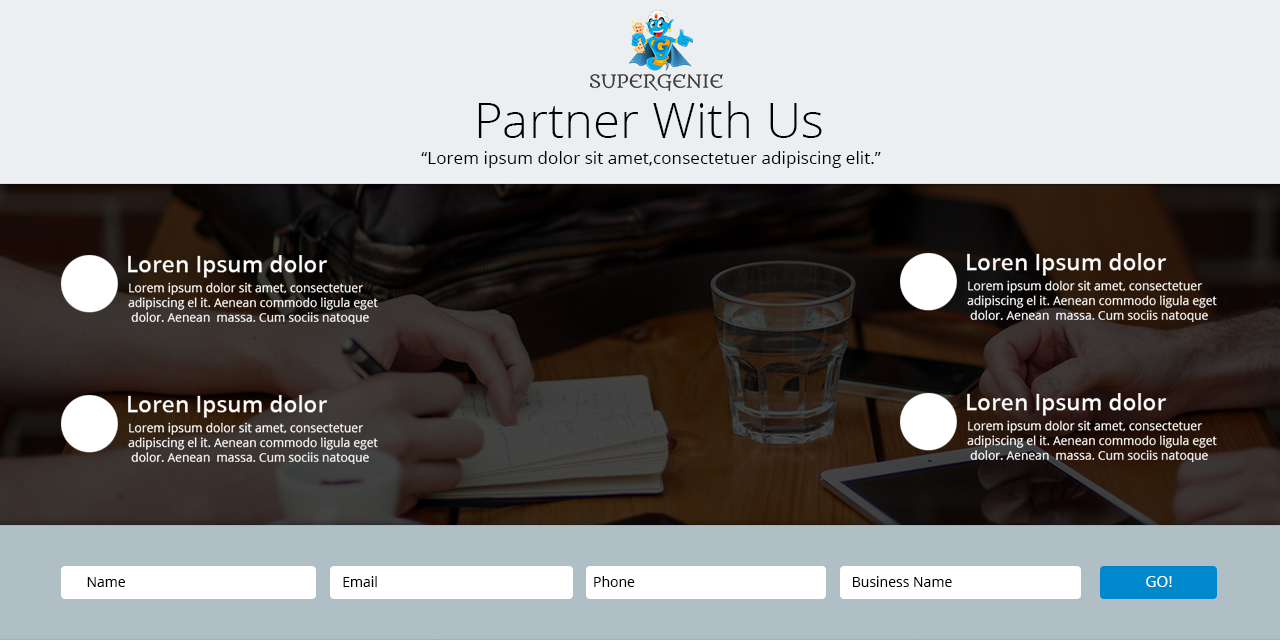 SUPERGENIE
Partner With Us
“Lorem ipsum dolor sit amet,consectetuer adipiscing elit.”
Loren Ipsum dolor
Lorem ipsum dolor sit amet, consectetuer
adipiscing el it. Aenean commodo ligula eget
dolor. Aenean massa. Cum sociis natoque
Loren Ipsum dolor
Lorem ipsum dolor sit amet, consectetuer
adipiscing el it. Aenean commodo ligula eget
dolor. Aenean massa. Cum sociis natoque
Loren Ipsum dolor
Lorem ipsum dolor sit amet, consectetuer
adipiscing el it. Aenean commodo ligula eget
dolor. Aenean massa. Cum sociis natoque
Loren Ipsum dolor
Lorem ipsum dolor sit amet, consectetuer
adipiscing el it. Aenean commodo ligula eget
dolor. Aenean massa. Cum sociis natoque
Name
Email
Phone
Business Name
GO!